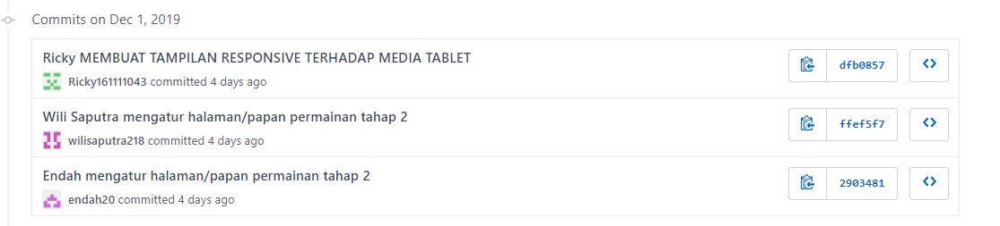 Commits on Dec 1, 2019
Ricky MEMBUAT TAMPILAN RESPONSIVE TERHADAP MEDIA TABLET
Ricky161111043 committed 4 days ago
dfb0857
Wili Saputra mengatur halaman/papan permainan tahap 2
wilisaputra218 committed 4 days ago
ffef5f7
Endah mengatur halaman/papan permainan tahap 2
endah20 committed 4 days ago
2903481